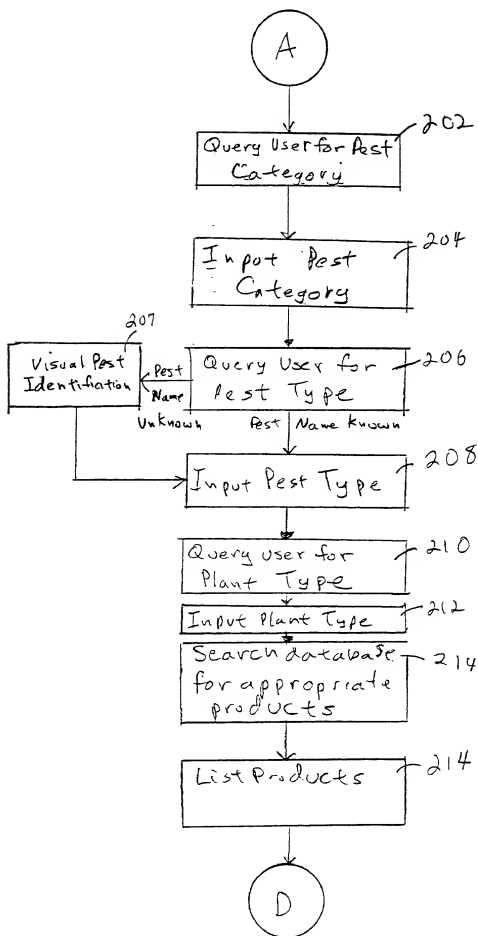 A
202
Query User for Pest
Category
204
Input Pest
Category
207
Visual Pest
Identifiation
Pest
Name
Unknown
206
Query User for
Pest Type
Pest Name Known
208
Input Pest Type
210
Query user for
Plant Type
212
Input Plant Type
214
Search database
for appropriate
products
214
List Products
D